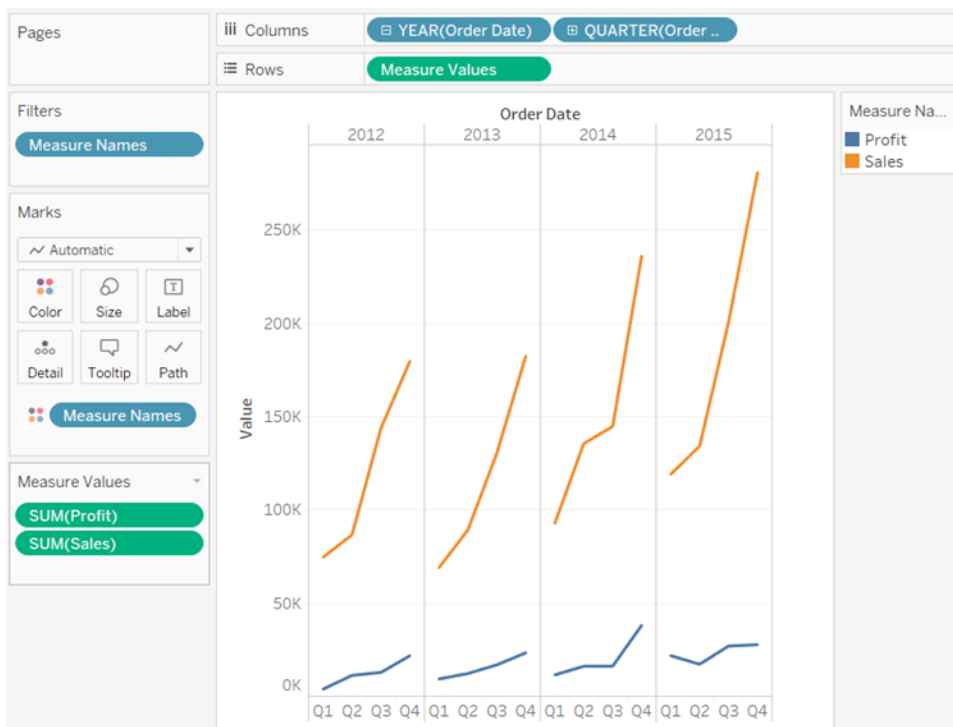 Pages
iii Columns
YEAR(Order Date)
QUARTER(Order ..
Rows
Measure Values
Filters
Measure Names
Marks
Automatic
Color Size Label
Detail Tooltip Path
Measure Names
Measure Values
SUM(Profit)
SUM(Sales)
Order Date
2012 2013 2014 2015
Value
250K
200K
150K
100K
50K
0K
Q1 Q2 Q3 Q4 Q1 Q2 Q3 Q4 Q1 Q2 Q3 Q4 Q1 Q2 Q3 Q4
Measure Na...
Profit
Sales